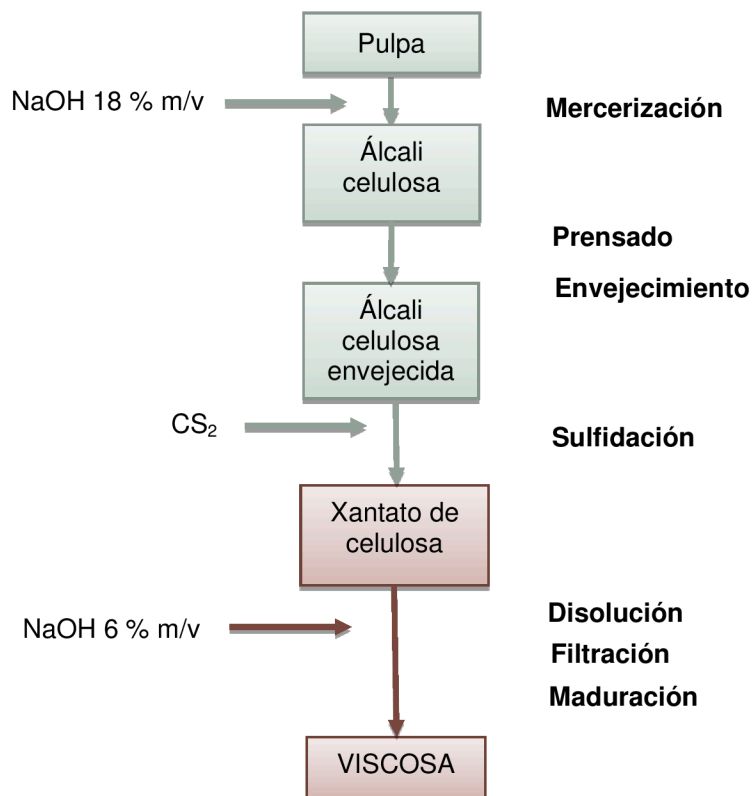 Pulpa
NaOH 18 % m/v
Mercerización
Álcali
celulosa
Prensado
Envejecimiento
Álcali
celulosa
envejecida
CS₂
Sulfidación
Xantato de
celulosa
NaOH 6 % m/v
Disolución
Filtración
Maduración
VISCOSA